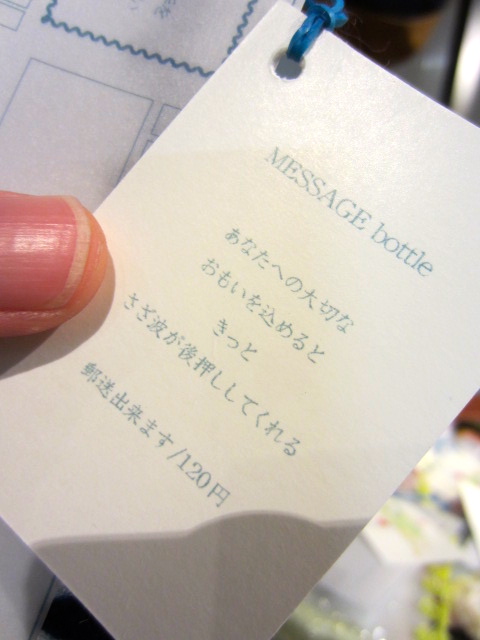 MESSAGE bottle
あなたへの大切な
おもいを込めると
きっと
さざ波が後押ししてくれる
郵送出来ます/120円